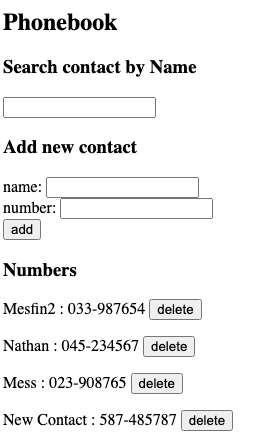 Phonebook
Search contact by Name
Add new contact
name:
number:
add
Numbers
Mesfin2 : 033-987654 delete
Nathan : 045-234567 delete
Mess : 023-908765 delete
New Contact : 587-485787 delete